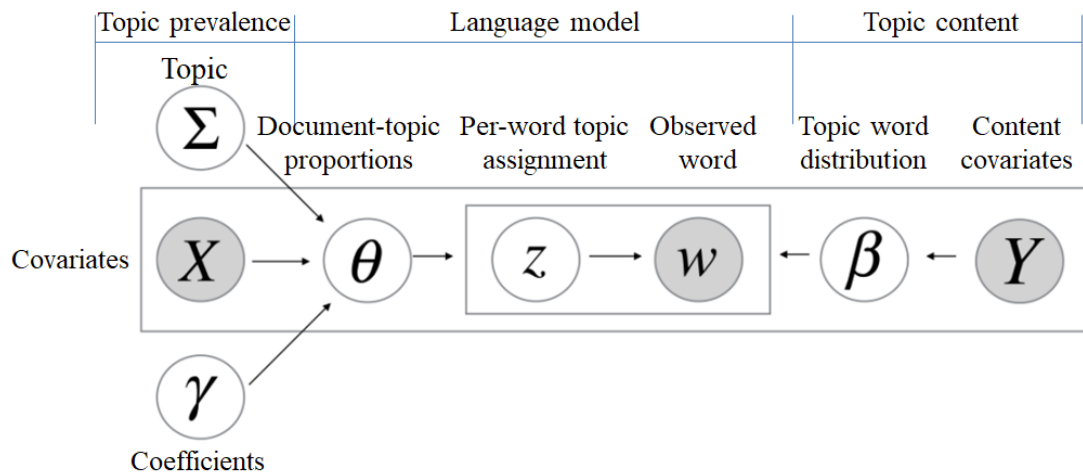 Topic prevalence
Language model
Topic content
Topic
Σ
Document-topic
proportions
Per-word topic
assignment
Observed
word
Topic word
distribution
Content
covariates
Covariates
X
θ
z
w
β
Y
γ
Coefficients